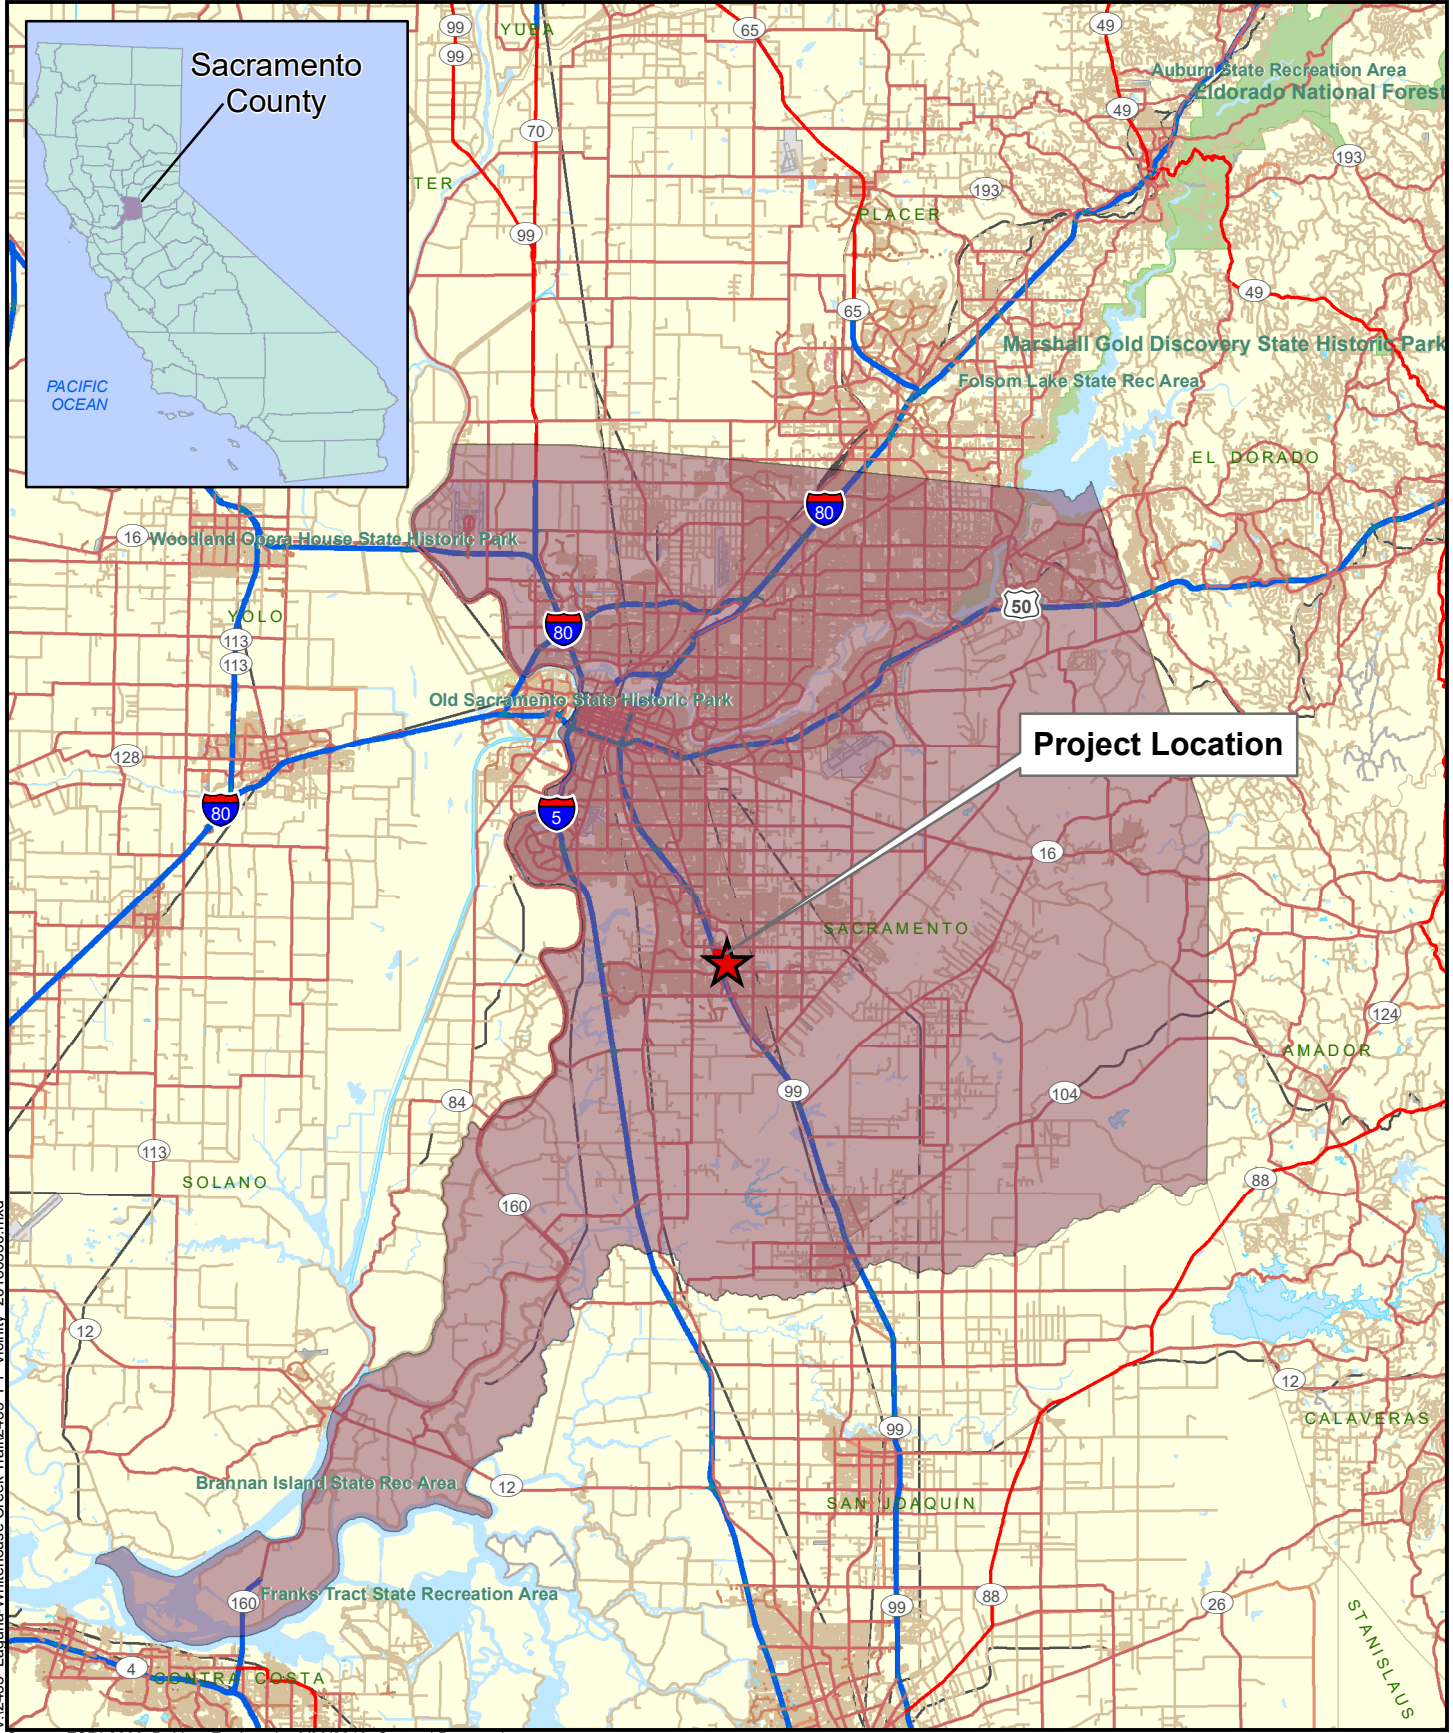 Sacramento
County
PACIFIC
OCEAN
99
YUBA
65
49
99
Auburn State Recreation Area
Eldorado National Forest
49
70
193
TER
193
PLACER
99
49
65
Marshall Gold Discovery State Historic Park
Folsom Lake State Rec Area
EL DORADO
80
16
Woodland Opera House State Historic Park
50
YOLO
80
113
113
Old Sacramento State Historic Park
Project Location
128
80
5
16
SACRAMENTO
124
AMADOR
99
104
84
113
88
SOLANO
160
12
12
CALAVERAS
99
Brannan Island State Rec Area
12
SAN JOAQUIN
Franks Tract State Recreation Area
160
99
88
26
STANISLAUS
4
CONTRA COSTA